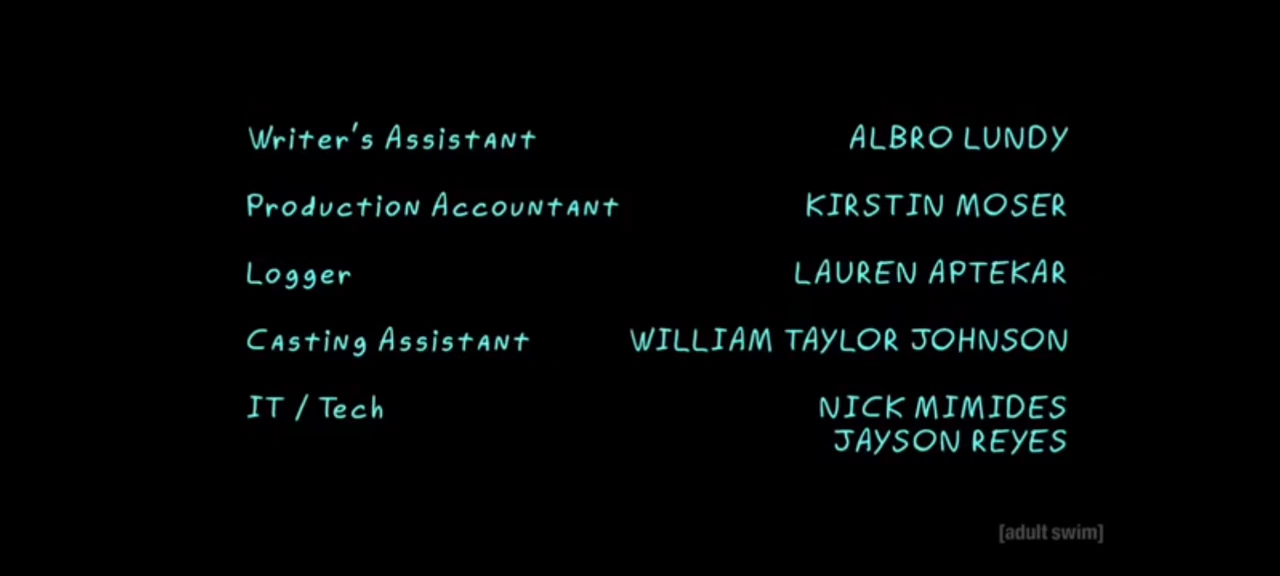 Writer's Assistant ALBRO LUNDY
Production Accountant KIRSTIN MOSER
Logger LAUREN APTEKAR
Casting Assistant WILLIAM TAYLOR JOHNSON
IT / Tech NICK MIMIDES
JAYSON REYES
[adult swim]